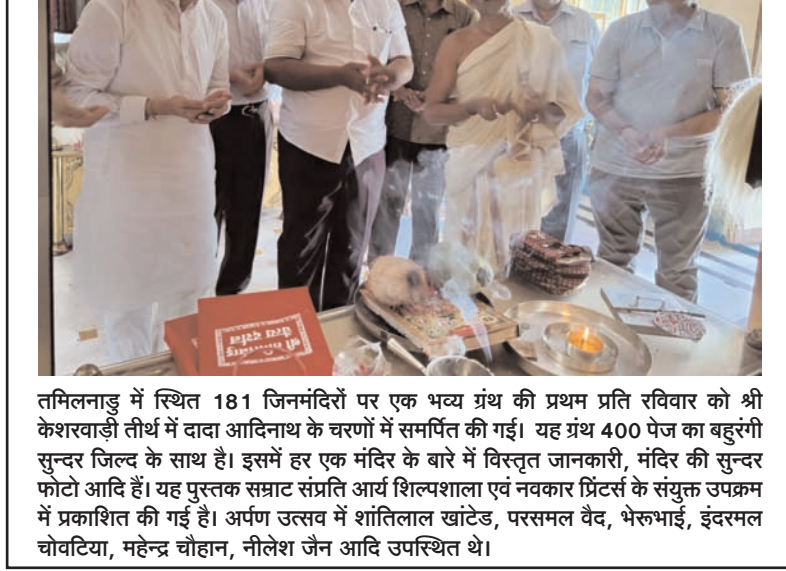 तमिलनाडु में स्थित 181 जिनमंदिरों पर एक भव्य ग्रंथ की प्रथम प्रति रविवार को श्री
केशरवाड़ी तीर्थ में दादा आदिनाथ के चरणों में समर्पित की गई। यह ग्रंथ 400 पेज का बहुरंगी
सुन्दर जिल्द के साथ है। इसमें हर एक मंदिर के बारे में विस्तृत जानकारी, मंदिर की सुन्दर
फोटो आदि हैं। यह पुस्तक सम्राट संप्रति आर्य शिल्पशाला एवं नवकार प्रिंटर्स के संयुक्त उपक्रम
में प्रकाशित की गई है। अर्पण उत्सव में शांतिलाल खांटेड, परसमल वैद, भेरूभाई, इंदरमल
चोवटिया, महेन्द्र चौहान, नीलेश जैन आदि उपस्थित थे।